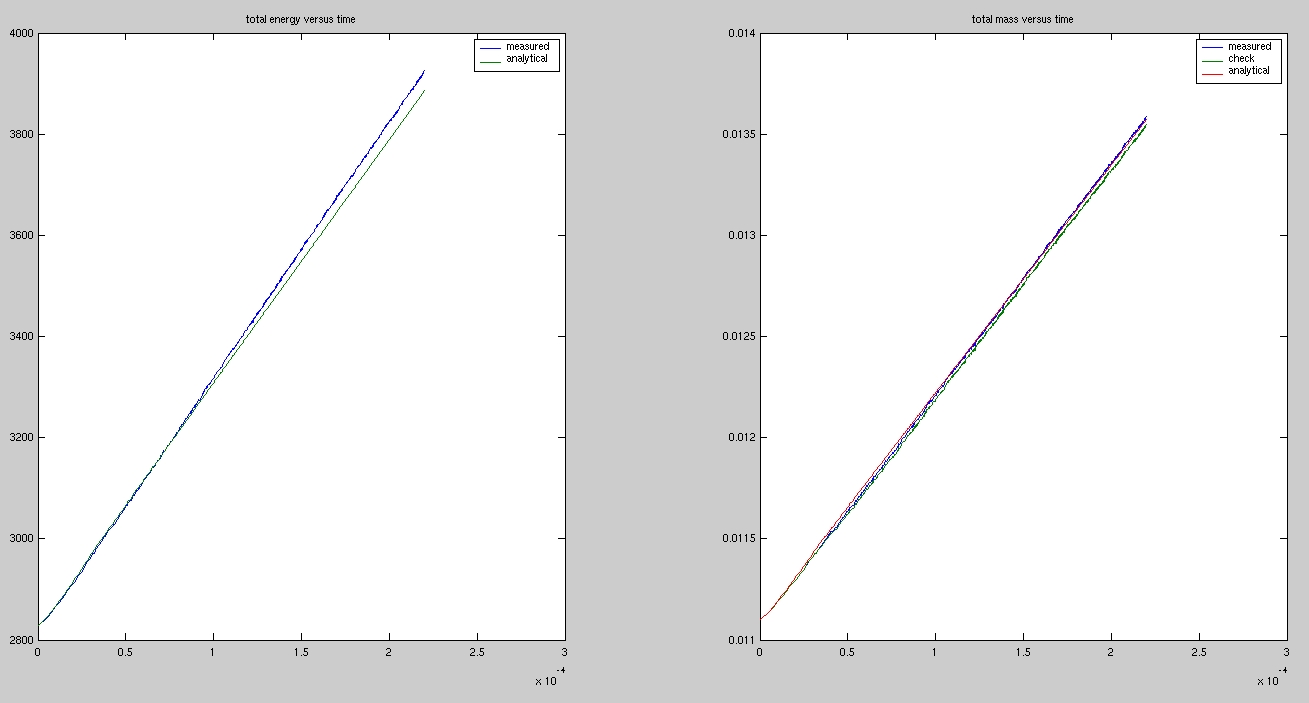 total energy versus time
4000
3800
3600
3400
3200
3000
2800
0 0.5 1 1.5 2 2.5 3
x 10 -4
measured
analytical
total mass versus time
0.014
0.0135
0.013
0.0125
0.012
0.0115
0.011
0 0.5 1 1.5 2 2.5 3
x 10 -4
measured
check
analytical